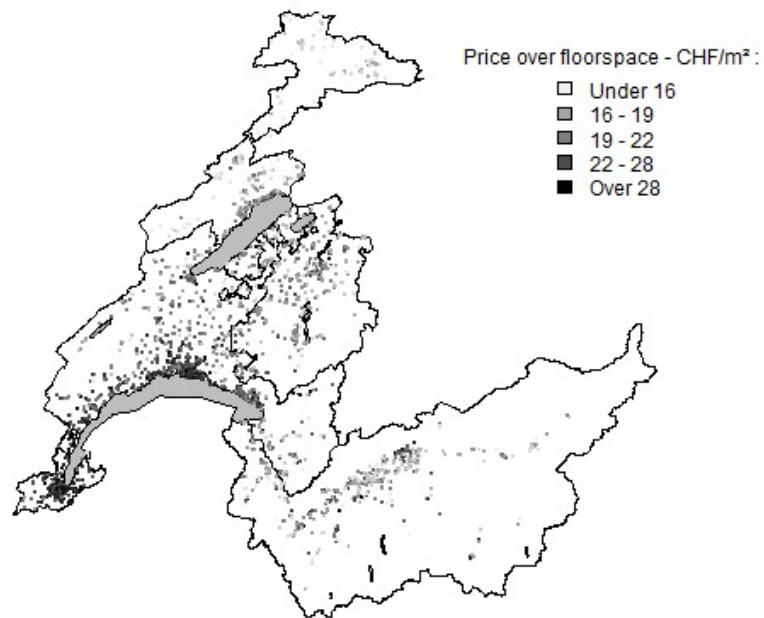 Price over floorspace - CHF/m² :
Under 16
16 - 19
19 - 22
22 - 28
Over 28